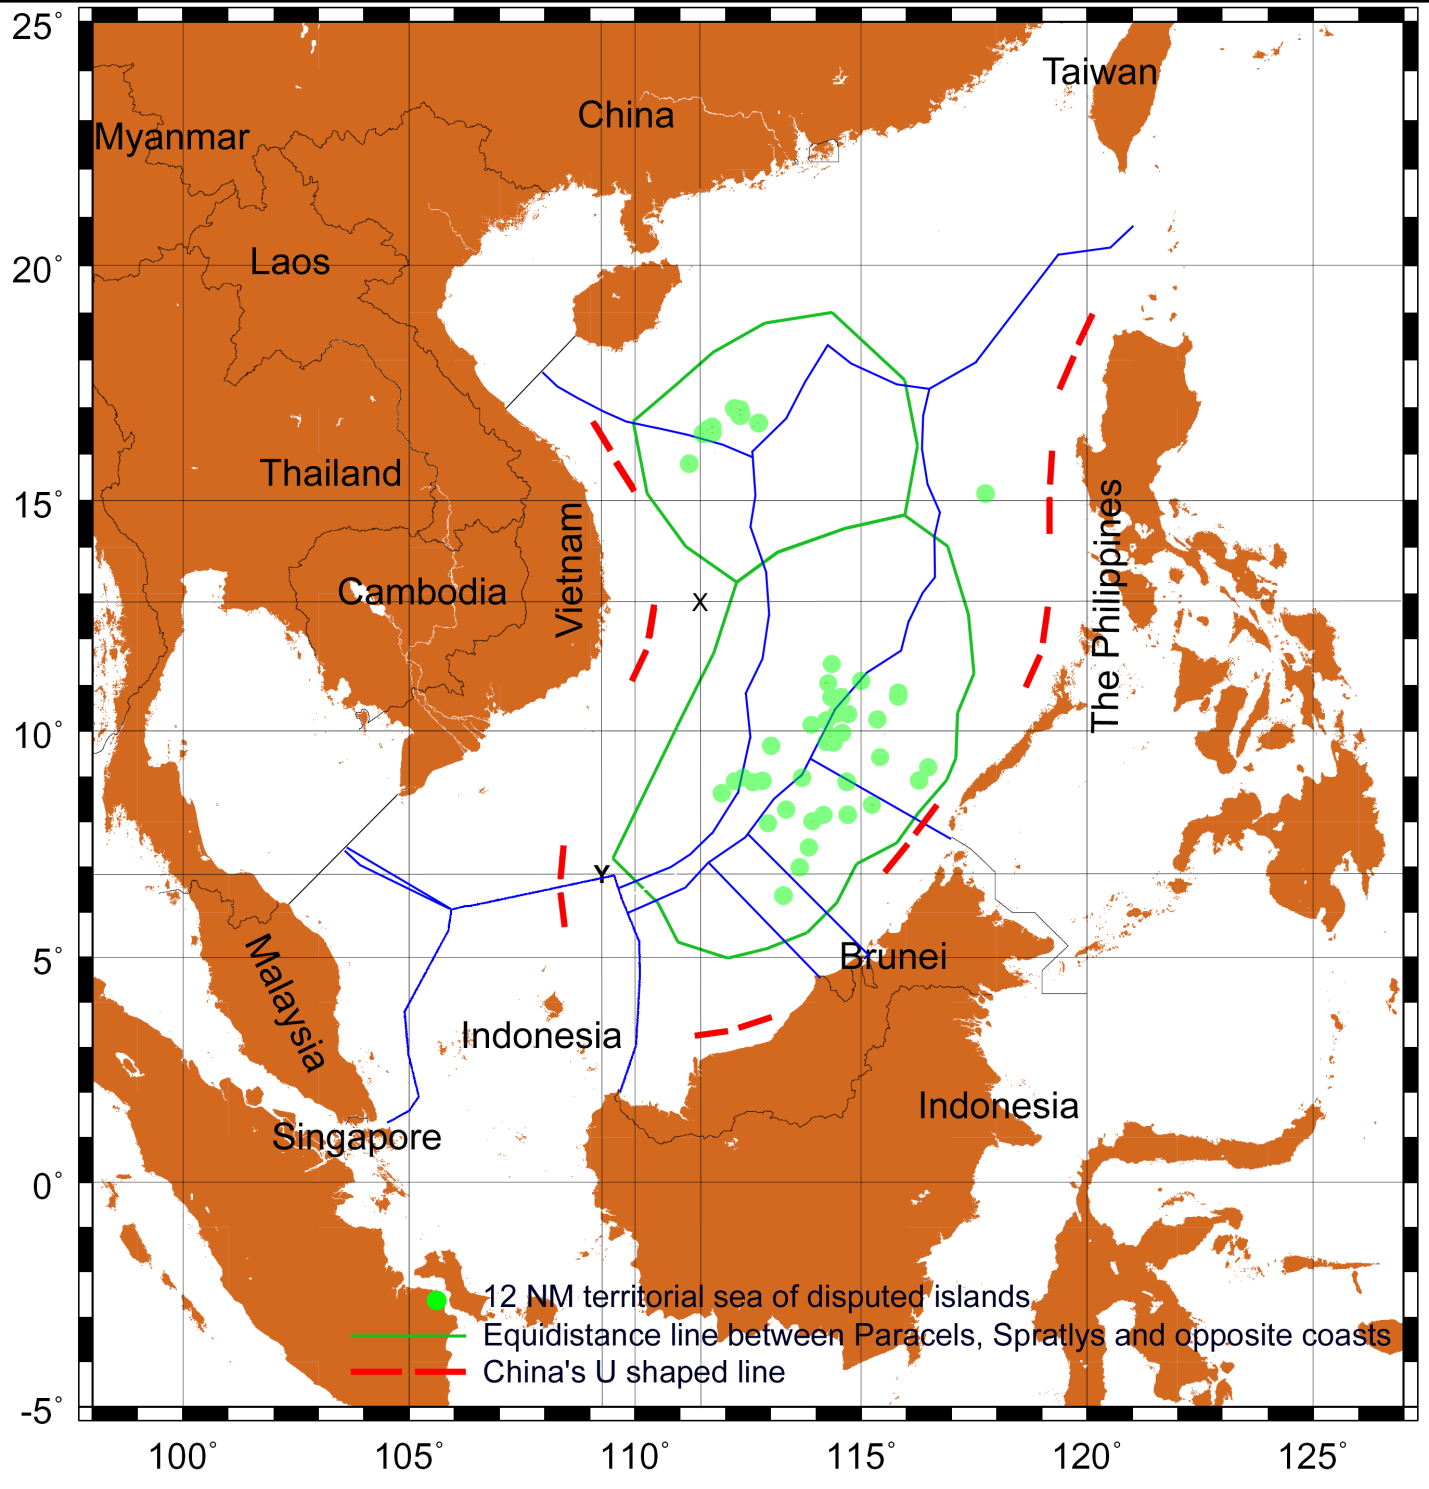 25°
Taiwan
China
Myanmar
Laos
20°
Thailand
15°
Vietnam
The Philippines
Cambodia
X
10°
Y
5°
Brunei
Malaysia
Indonesia
Indonesia
Singapore
0°
12 NM territorial sea of disputed islands
Equidistance line between Paracels, Spratlys and opposite coasts
China's U shaped line
-5°
100° 105° 110° 115° 120° 125°